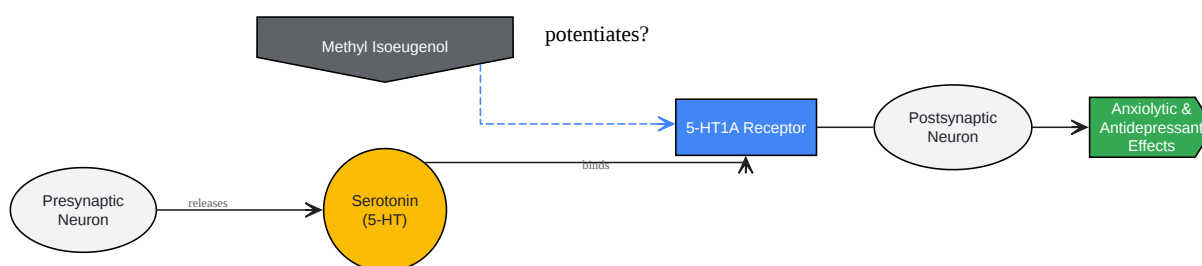 Methyl Isoeugenol
potentiates?
5-HT1A Receptor
Postsynaptic
Neuron
Anxiolytic &
Antidepressant
Effects
binds
Presynaptic
Neuron
releases
Serotonin
(5-HT)